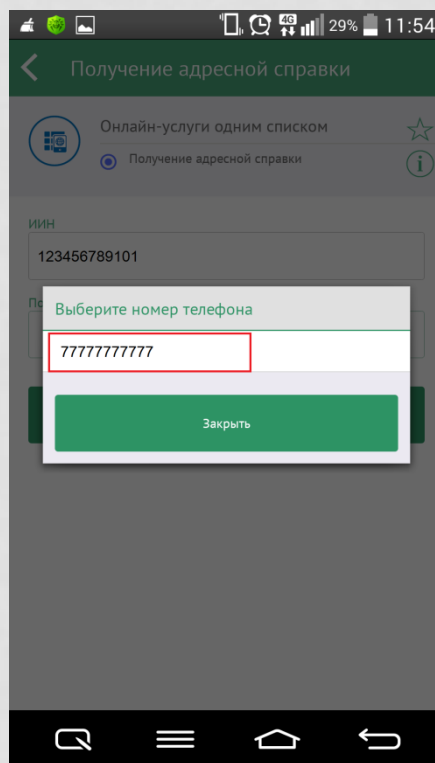 4G 29% 11:54
Получение адресной справки
Онлайн-услуги одним списком
Получение адресной справки
i
ИИН
123456789101
Выберите номер телефона
77777777777
Закрыть